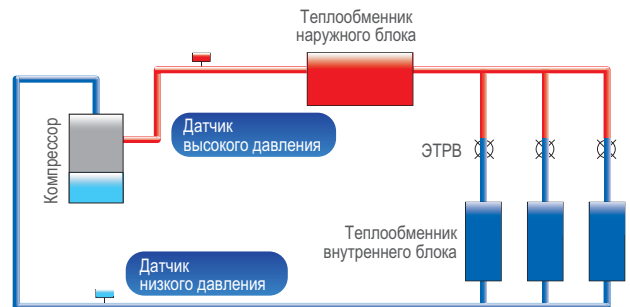 Теплообменник
наружного блока
Компрессор
Датчик
высокого давления
ЭТРВ
Теплообменник
внутреннего блока
Датчик
низкого давления